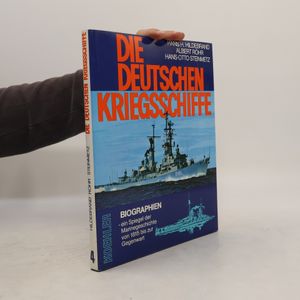 HANS H. HILDEBRAND
ALBERT RÖHR
HANS-OTTO STEINMETZ
DIE
DEUTSCHEN
KRIEGSSCHIFFE
BIOGRAPHIEN
- ein Spiegel der
Marinegeschichte
von 1815 bis zur
Gegenwart
KOEHLER
HILDEBRAND RÖHR STEINMETZ
DIE DEUTSCHEN KRIEGSSCHIFFE
4